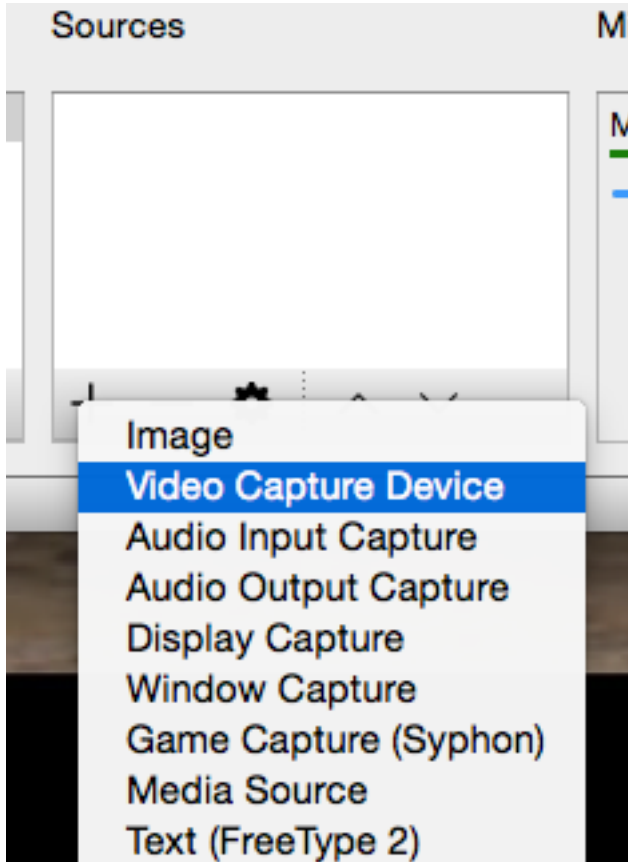 Sources
M
M
Image
Video Capture Device
Audio Input Capture
Audio Output Capture
Display Capture
Window Capture
Game Capture (Syphon)
Media Source
Text (FreeType 2)